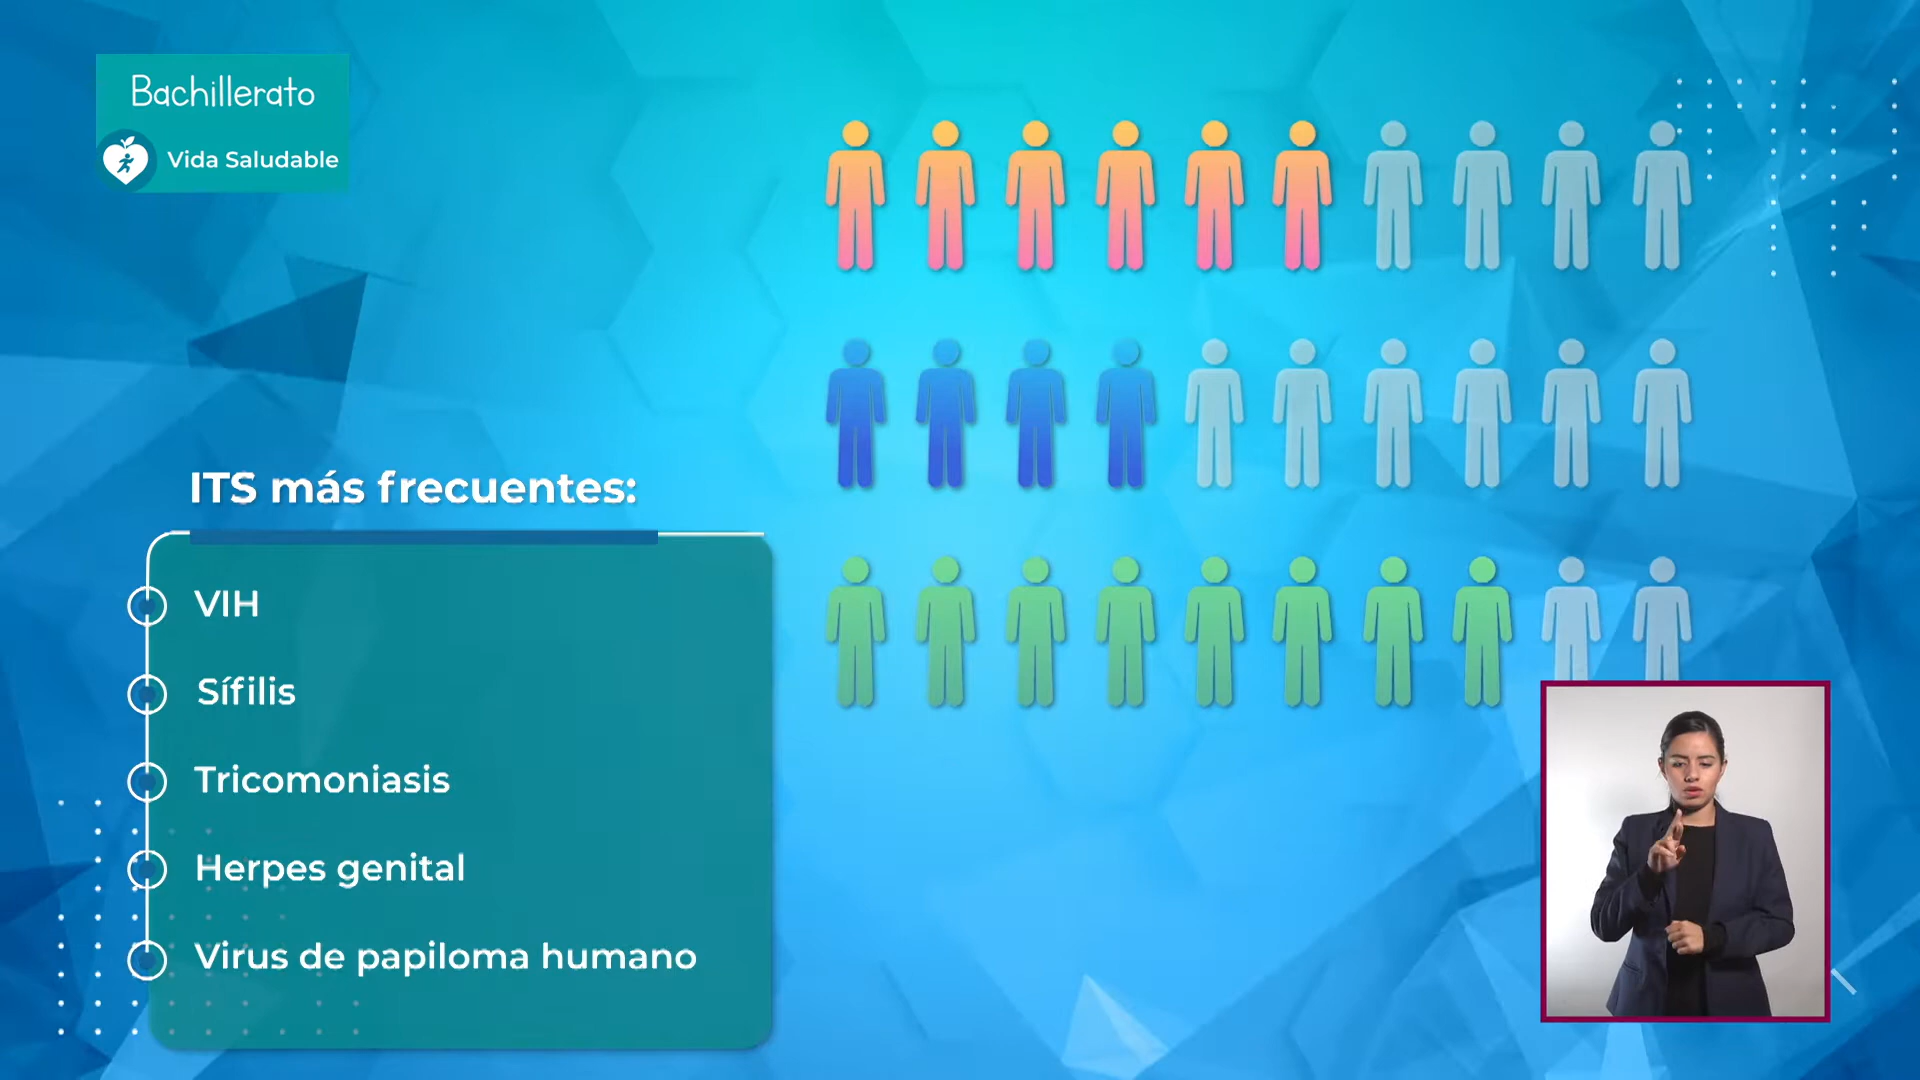 Bachillerato
Vida Saludable
ITS más frecuentes:
VIH
Sífilis
Tricomoniasis
Herpes genital
Virus de papiloma humano